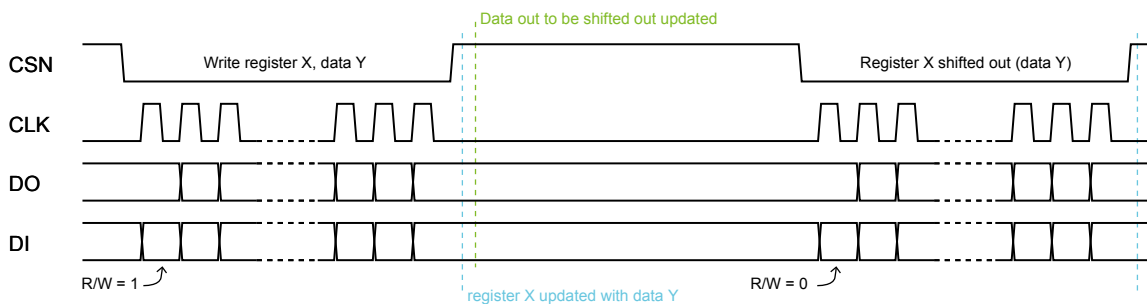 Data out to be shifted out updated
CSN
Write register X, data Y
Register X shifted out (data Y)
CLK
DO
DI
R/W = 1
R/W = 0
register X updated with data Y